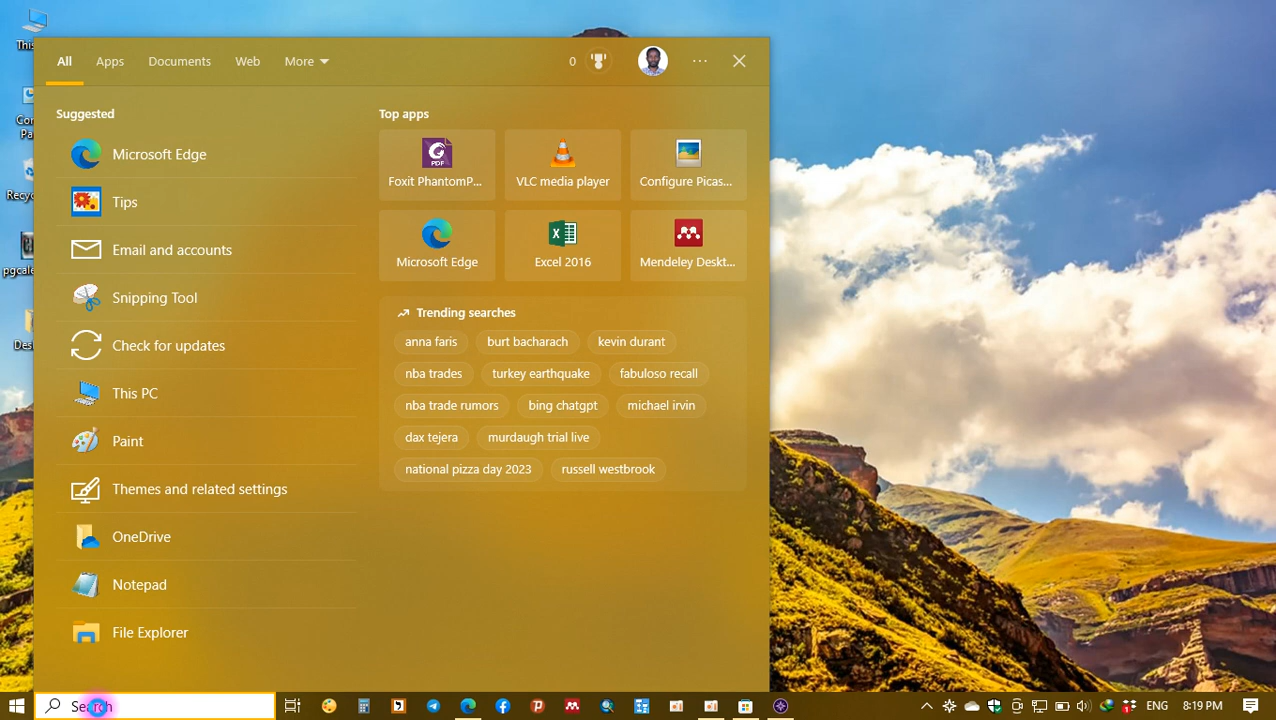 All
Apps
Documents
Web
More
0
Suggested
Microsoft Edge
Tips
Email and accounts
Snipping Tool
Check for updates
This PC
Paint
Themes and related settings
OneDrive
Notepad
File Explorer
Top apps
Foxit PhantomP...
VLC media player
Configure Picas...
Microsoft Edge
Excel 2016
Mendeley Deskt...
Trending searches
anna faris
burt bacharach
kevin durant
nba trades
turkey earthquake
fabuloso recall
nba trade rumors
bing chatgpt
michael irvin
dax tejera
murdaugh trial live
national pizza day 2023
russell westbrook
Search
ENG
8:19 PM